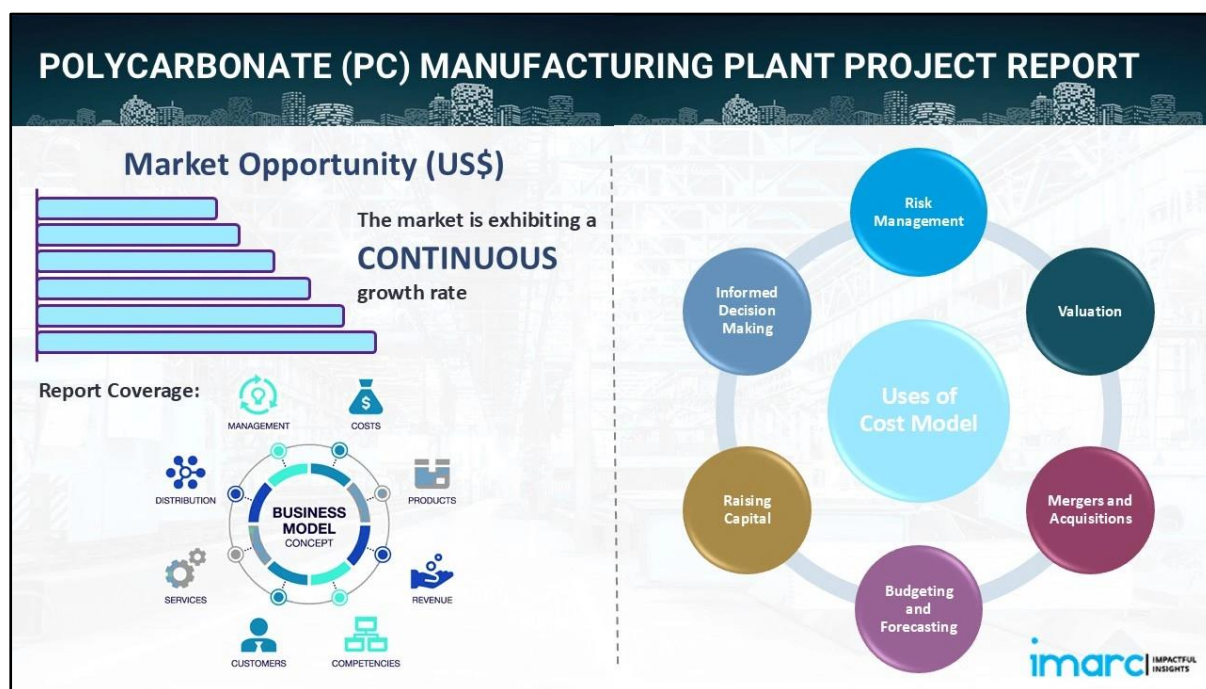 POLYCARBONATE (PC) MANUFACTURING PLANT PROJECT REPORT
Market Opportunity (US$)
The market is exhibiting a
CONTINUOUS
growth rate
Report Coverage:
MANAGEMENT
COSTS
DISTRIBUTION
PRODUCTS
BUSINESS
MODEL
CONCEPT
SERVICES
REVENUE
CUSTOMERS
COMPETENCIES
Risk
Management
Informed
Decision
Making
Valuation
Uses of
Cost Model
Raising
Capital
Mergers and
Acquisitions
Budgeting
and
Forecasting
imarc
IMPACTFUL
INSIGHTS